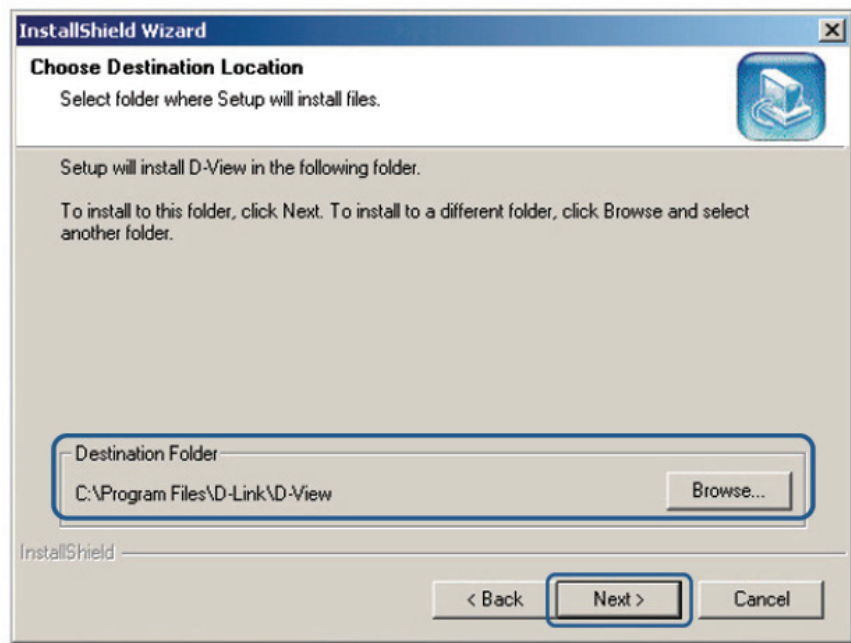 InstallShield Wizard
Choose Destination Location
Select folder where Setup will install files.
Setup will install D-View in the following folder.
To install to this folder, click Next. To install to a different folder, click Browse and select
another folder.
Destination Folder
C:\Program Files\D-Link\D-View
Browse...
InstallShield
< Back
Next >
Cancel